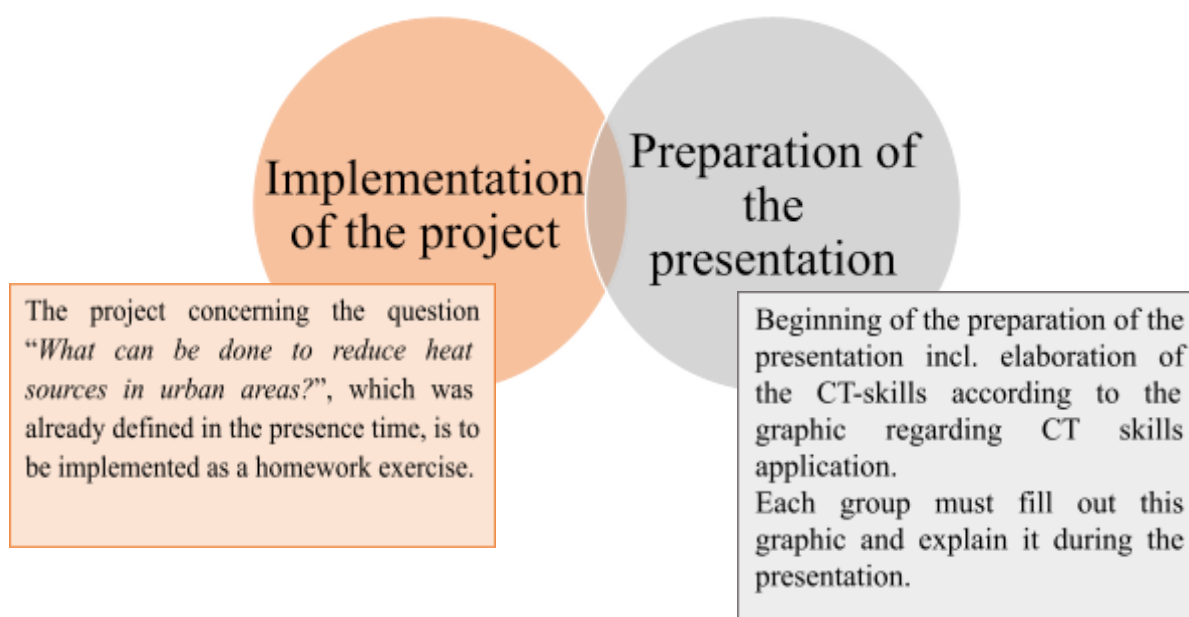 Implementation
of the project
Preparation of
the
presentation
The project concerning the question
“What can be done to reduce heat
sources in urban areas?”, which was
already defined in the presence time, is to
be implemented as a homework exercise.
Beginning of the preparation of the
presentation incl. elaboration of
the CT-skills according to the
graphic regarding CT skills
application.
Each group must fill out this
graphic and explain it during the
presentation.